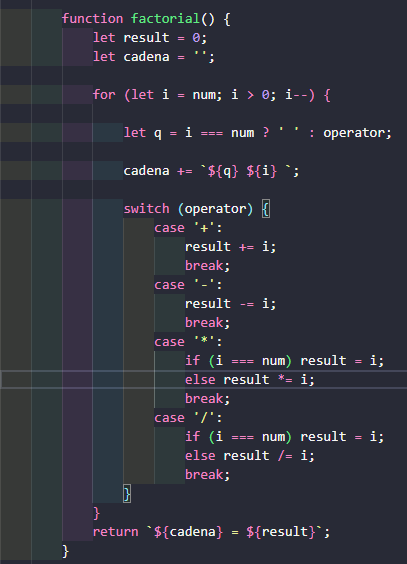 function factorial() {
let result = 0;
let cadena = '';
for (let i = num; i > 0; i--) {
let q = i === num ? ' ' : operator;
cadena += `${q} ${i} `;
switch (operator) {
case '+':
result += i;
break;
case '-':
result -= i;
break;
case '*':
if (i === num) result = i;
else result *= i;
break;
case '/':
if (i === num) result = i;
else result /= i;
break;
}
}
return `${cadena} = ${result}`;
}